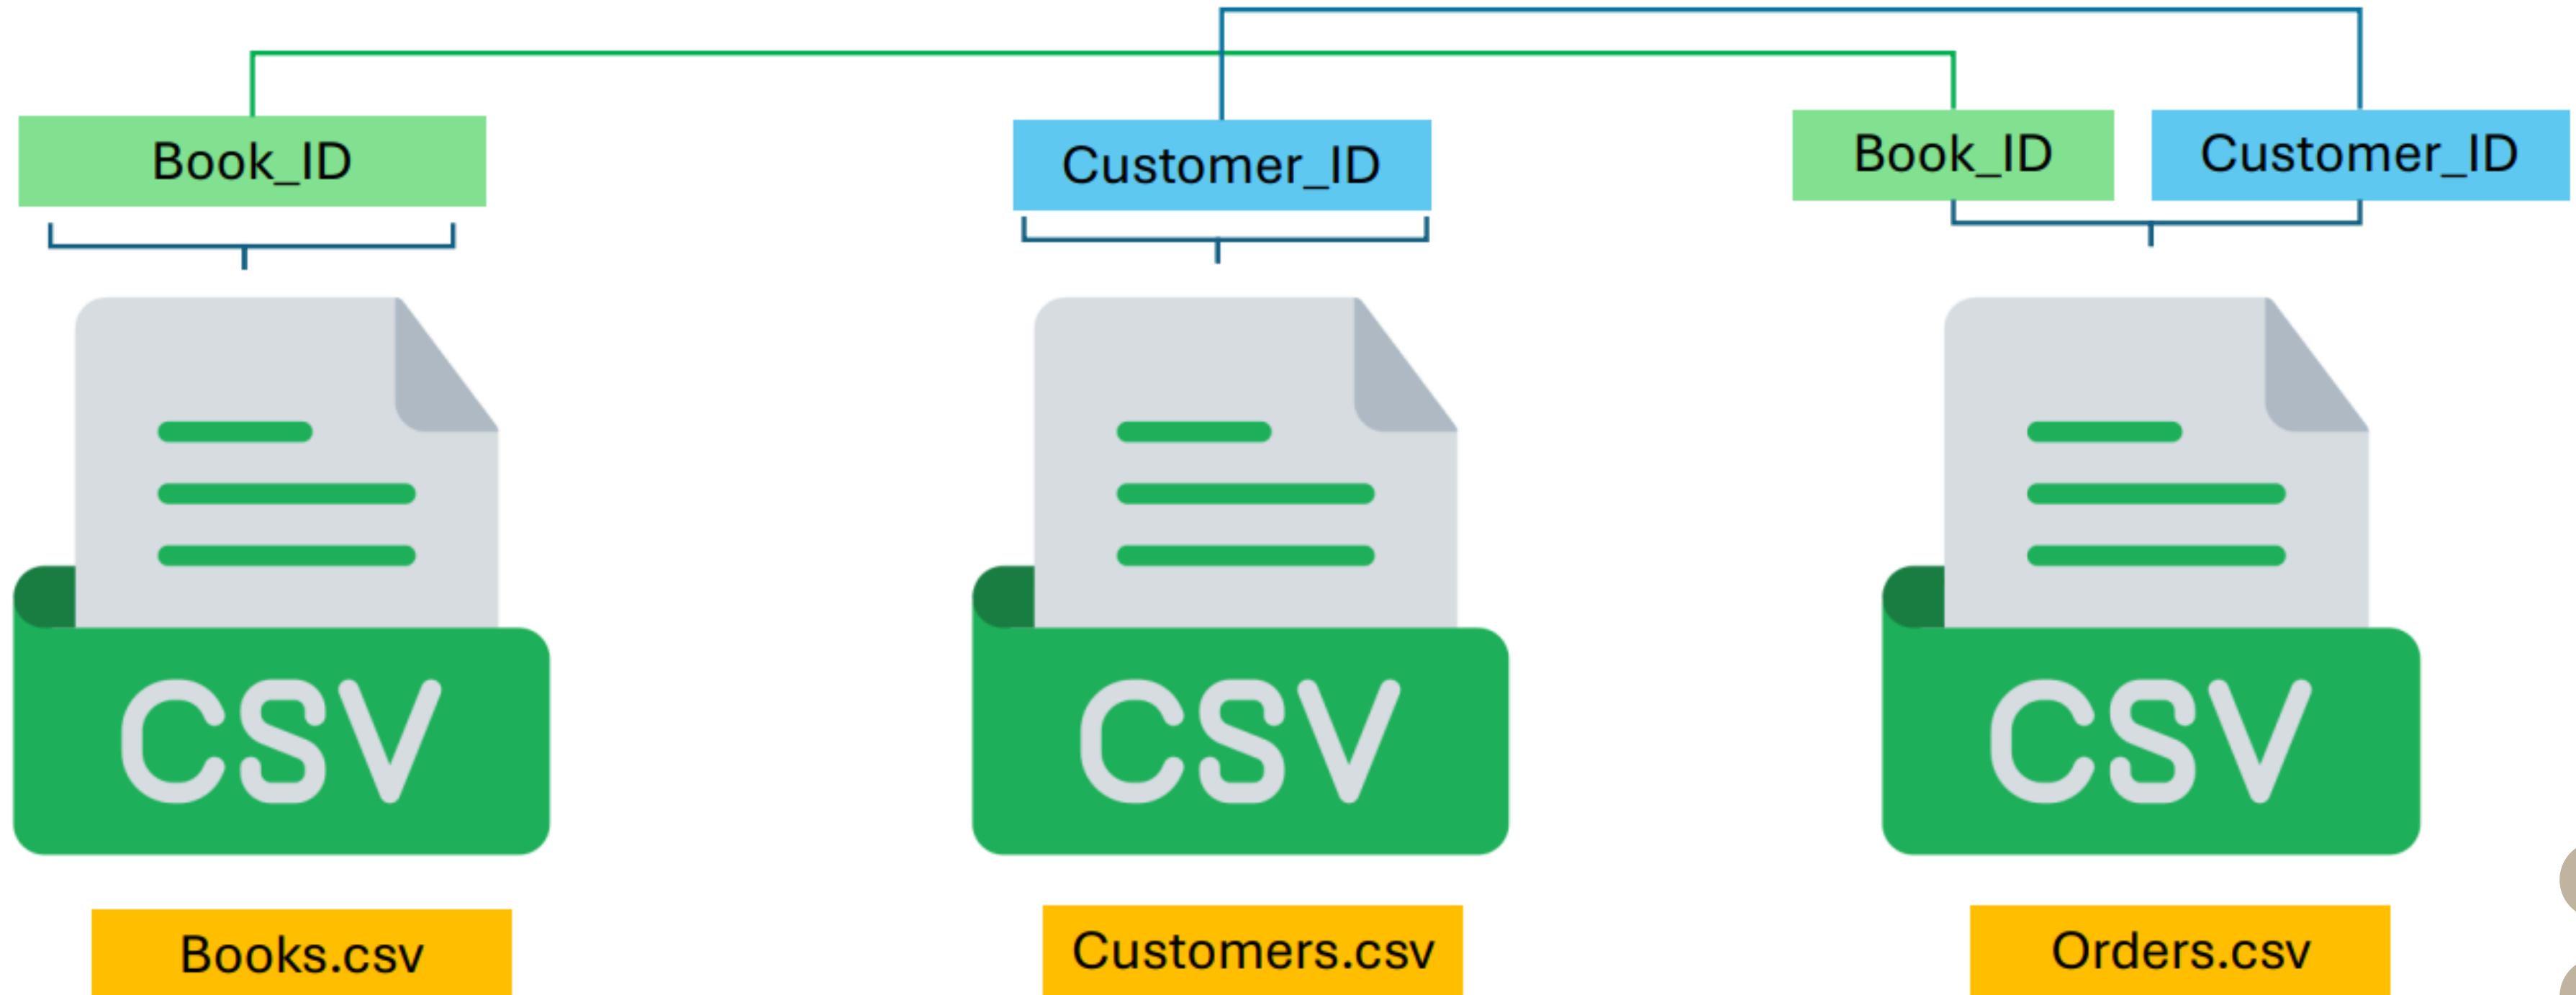 Book_ID
Customer_ID
Book_ID
Customer_ID
CSV
CSV
CSV
Books.csv
Customers.csv
Orders.csv